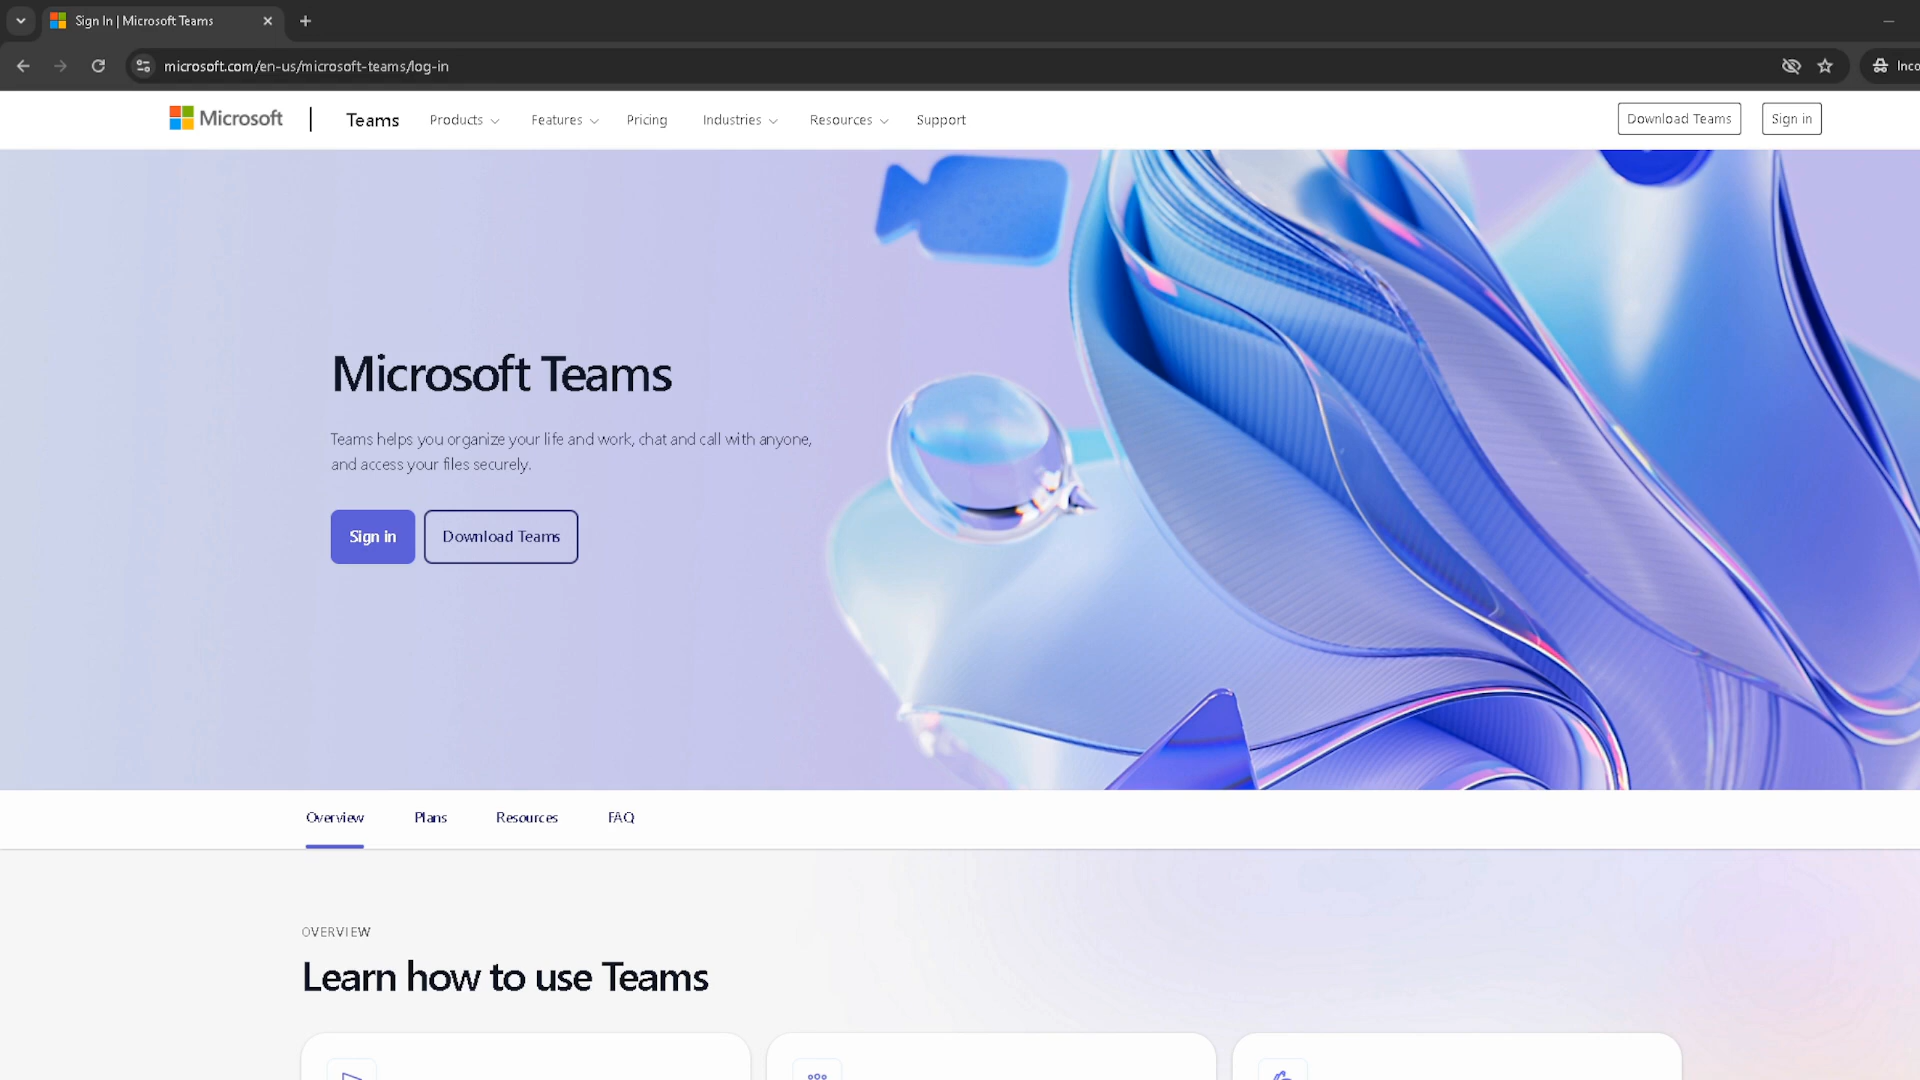 Sign In | Microsoft Teams
microsoft.com/en-us/microsoft-teams/log-in
Inco
Microsoft
Teams
Products
Features
Pricing
Industries
Resources
Support
Download Teams
Sign in
Microsoft Teams
Teams helps you organize your life and work, chat and call with anyone,
and access your files securely.
Sign in
Download Teams
Overview
Plans
Resources
FAQ
OVERVIEW
Learn how to use Teams